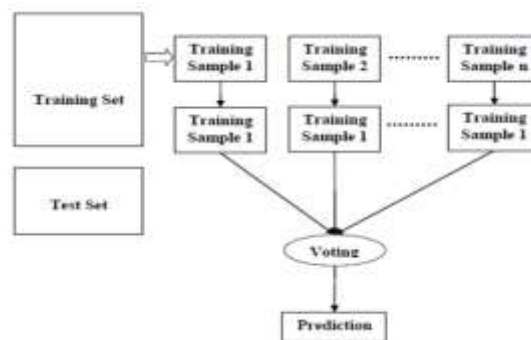 Training Set
Training
Sample 1
Training
Sample 2
Training
Sample n
Training
Sample 1
Training
Sample 1
Training
Sample 1
Test Set
Voting
Prediction